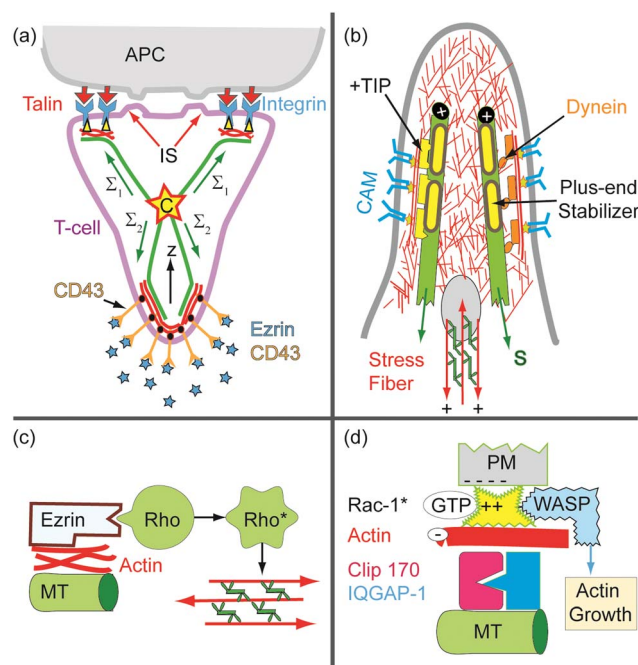 (a)
APC
Talin
Integrin
IS
Σ1
Σ1
C
T-cell
Σ2
Σ2
z
CD43
Ezrin
CD43
(b)
+TIP
+
+
Dynein
CAM
Plus-end
Stabilizer
Stress
Fiber
S
+ +
(c)
Ezrin
Rho
Rho*
Actin
MT
(d)
PM
- - - -
Rac-1*
GTP
++
WASP
Actin
-
Clip 170
IQGAP-1
Actin
Growth
MT